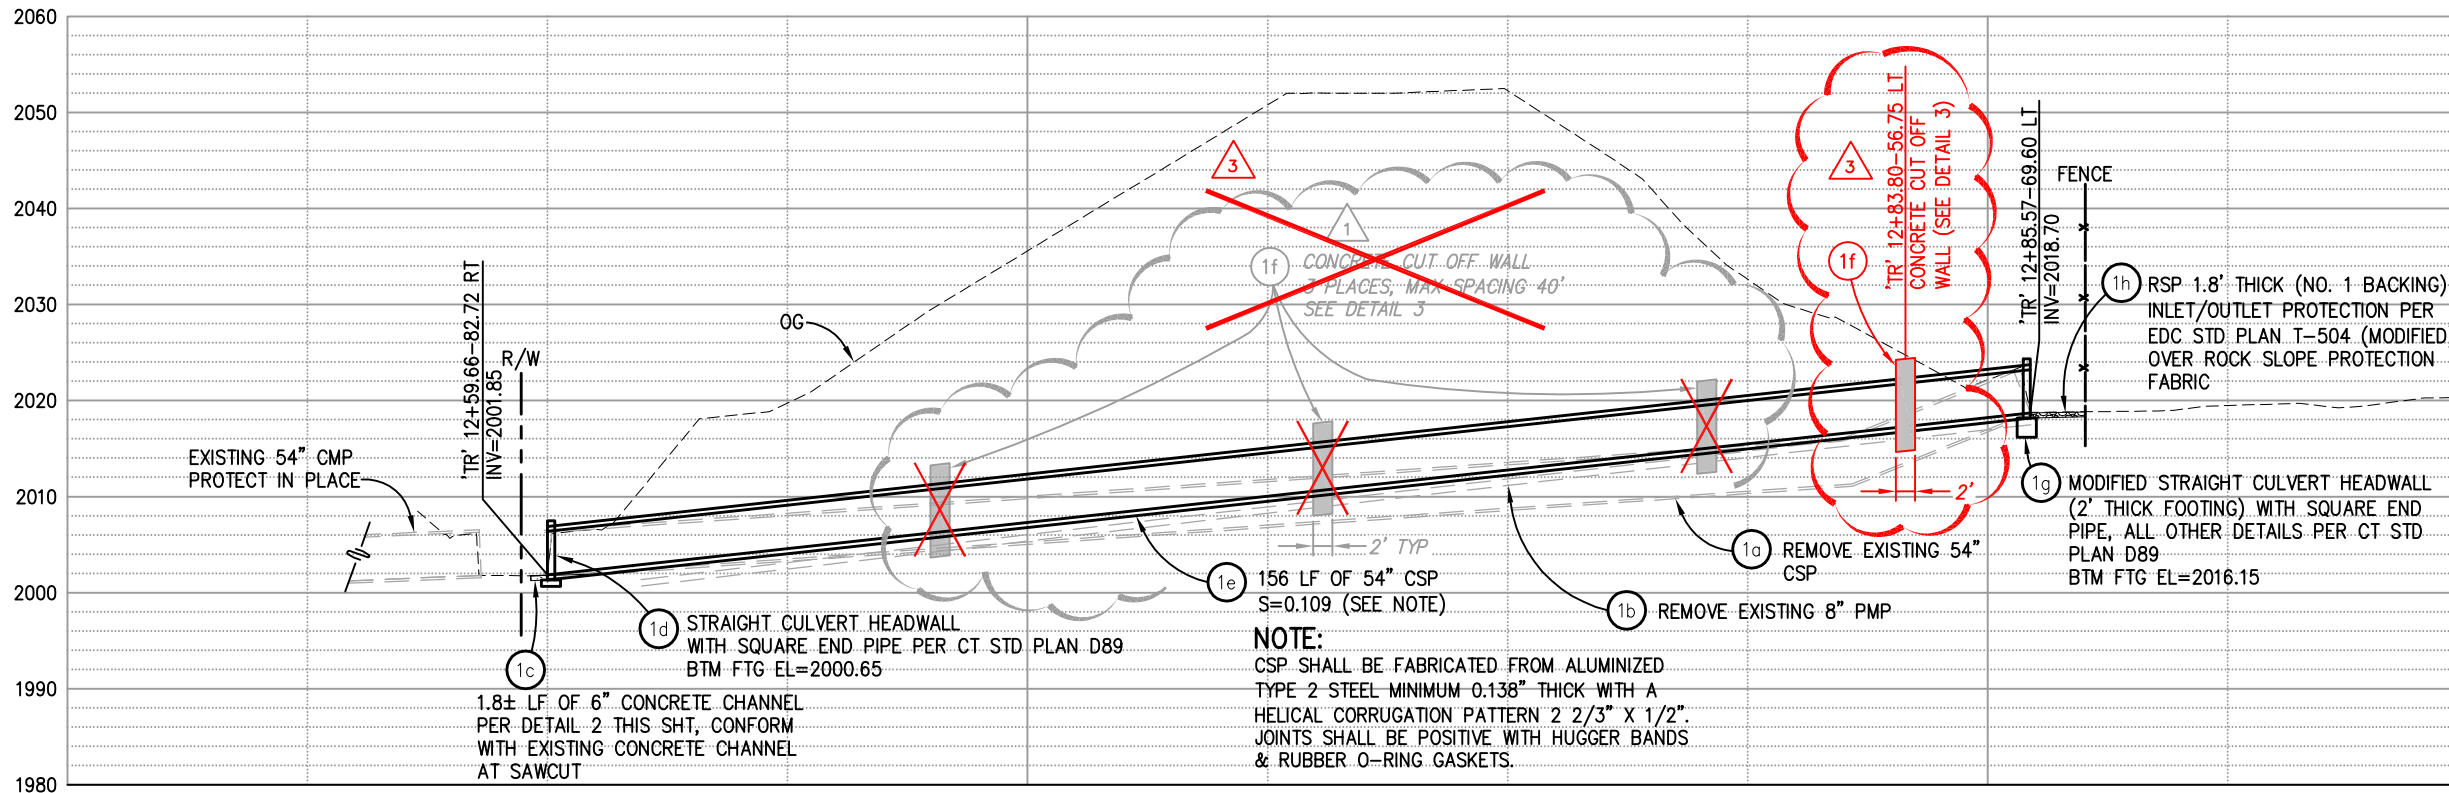 2060
2050
2040
2030
2020
2010
2000
1990
1980
EXISTING 54" CMP
PROTECT IN PLACE
'TR' 12+59.66-82.72 RT
INV=2001.85
R/W
OG
1c
1.8± LF OF 6" CONCRETE CHANNEL
PER DETAIL 2 THIS SHT, CONFORM
WITH EXISTING CONCRETE CHANNEL
AT SAWCUT
1d
STRAIGHT CULVERT HEADWALL
WITH SQUARE END PIPE PER CT STD PLAN D89
BTM FTG EL=2000.65
3
1
1f
CONCRETE CUT OFF WALL
3 PLACES, MAX SPACING 40'
SEE DETAIL 3
2' TYP
1e
156 LF OF 54" CSP
S=0.109 (SEE NOTE)
NOTE:
CSP SHALL BE FABRICATED FROM ALUMINIZED
TYPE 2 STEEL MINIMUM 0.138" THICK WITH A
HELICAL CORRUGATION PATTERN 2 2/3" X 1/2".
JOINTS SHALL BE POSITIVE WITH HUGGER BANDS
& RUBBER O-RING GASKETS.
1b
REMOVE EXISTING 8" PMP
1a
REMOVE EXISTING 54"
CSP
3
1f
'TR' 12+83.80-56.75 LT
CONCRETE CUT OFF
WALL (SEE DETAIL 3)
2'
'TR' 12+85.57-69.60 LT
INV=2018.70
FENCE
1h
RSP 1.8' THICK (NO. 1 BACKING)
INLET/OUTLET PROTECTION PER
EDC STD PLAN T-504 (MODIFIED)
OVER ROCK SLOPE PROTECTION
FABRIC
1g
MODIFIED STRAIGHT CULVERT HEADWALL
(2' THICK FOOTING) WITH SQUARE END
PIPE, ALL OTHER DETAILS PER CT STD
PLAN D89
BTM FTG EL=2016.15